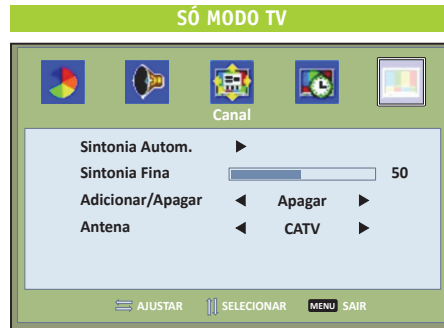 SÓ MODO TV
Canal
Sintonia Autom.
Sintonia Fina 50
Adicionar/Apagar Apagar
Antena CATV
AJUSTAR SELECIONAR MENU SAIR